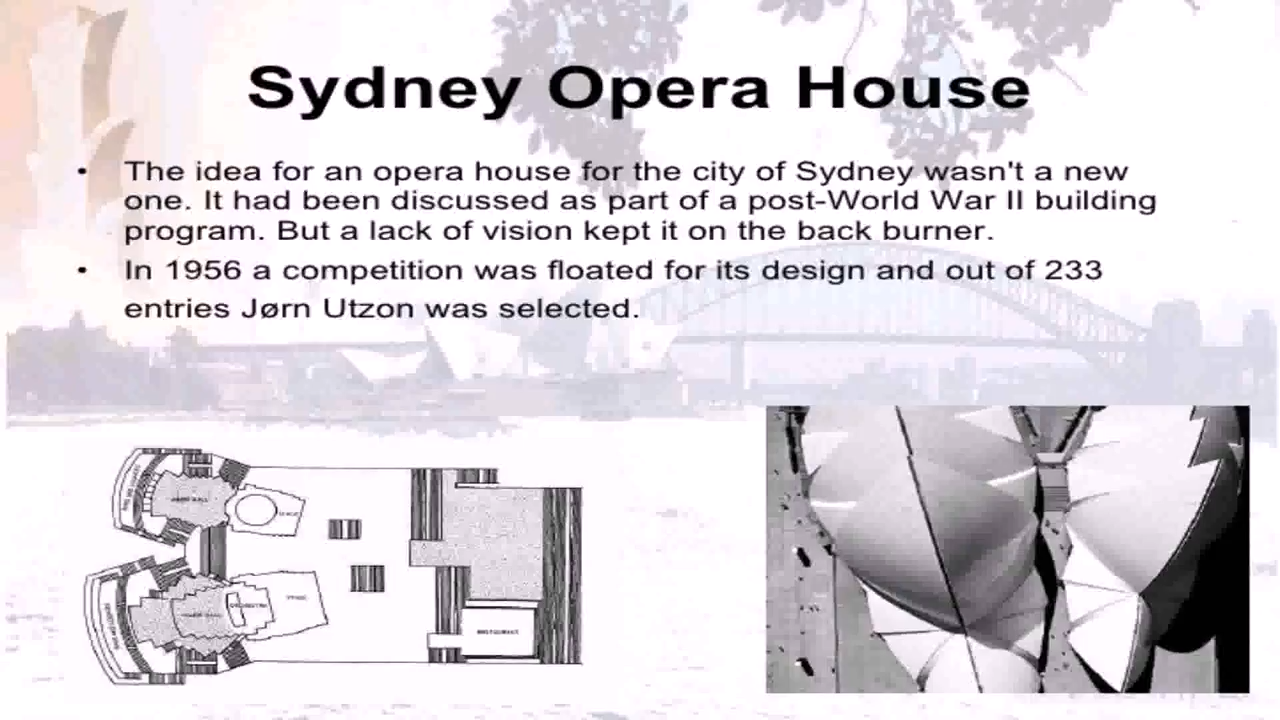 Sydney Opera House
• The idea for an opera house for the city of Sydney wasn't a new
one. It had been discussed as part of a post-World War II building
program. But a lack of vision kept it on the back burner.
• In 1956 a competition was floated for its design and out of 233
entries Jørn Utzon was selected.
RESTAURANT